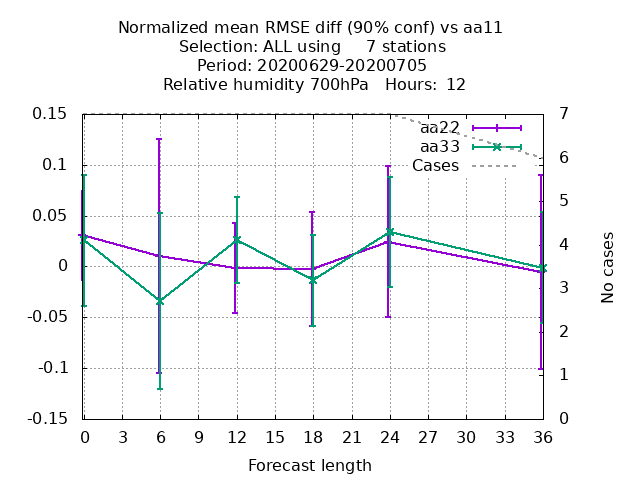 Normalized mean RMSE diff (90% conf) vs aa11
Selection: ALL using     7 stations
Period: 20200629-20200705
Relative humidity 700hPa   Hours:  12
aa22
aa33
Cases
0.15
0.1
0.05
0
-0.05
-0.1
-0.15
7
6
5
4
3
2
1
0
No cases
0 3 6 9 12 15 18 21 24 27 30 33 36
Forecast length